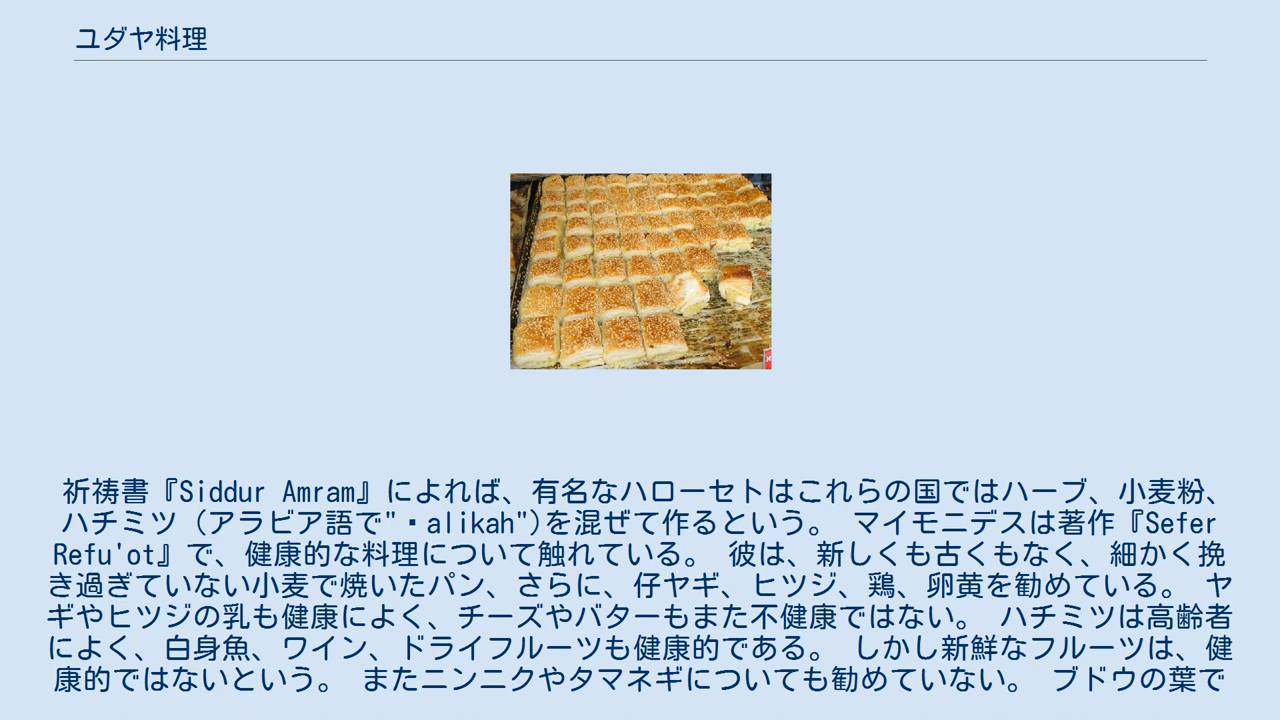 ユダヤ料理
祈祷書『Siddur Amram』によれば、有名なハローセトはこれらの国ではハーブ、小麦粉、
ハチミツ (アラビア語で"・alikah")を混ぜて作るという。 マイモニデスは著作『Sefer
Refu'ot』で、健康的な料理について触れている。 彼は、新しくも古くもなく、細かく挽
き過ぎていない小麦で焼いたパン、さらに、仔ヤギ、ヒツジ、鶏、卵黄を勧めている。 ヤ
ギやヒツジの乳も健康によく、チーズやバターもまた不健康ではない。 ハチミツは高齢者
によく、白身魚、ワイン、ドライフルーツも健康的である。 しかし新鮮なフルーツは、健
康的ではないという。 またニンニクやタマネギについても勧めていない。 ブドウの葉で